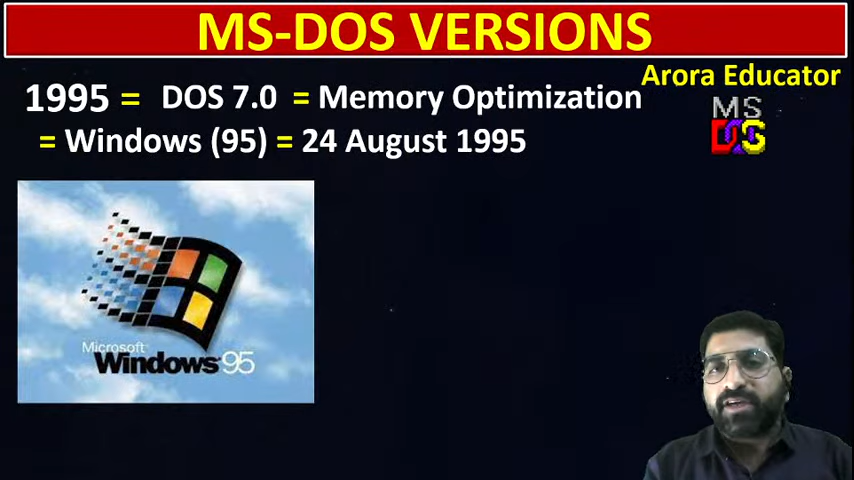 MS-DOS VERSIONS
Arora Educator
1995 = DOS 7.0 = Memory Optimization
= Windows (95) = 24 August 1995
MS
DOS
Microsoft
Windows 95